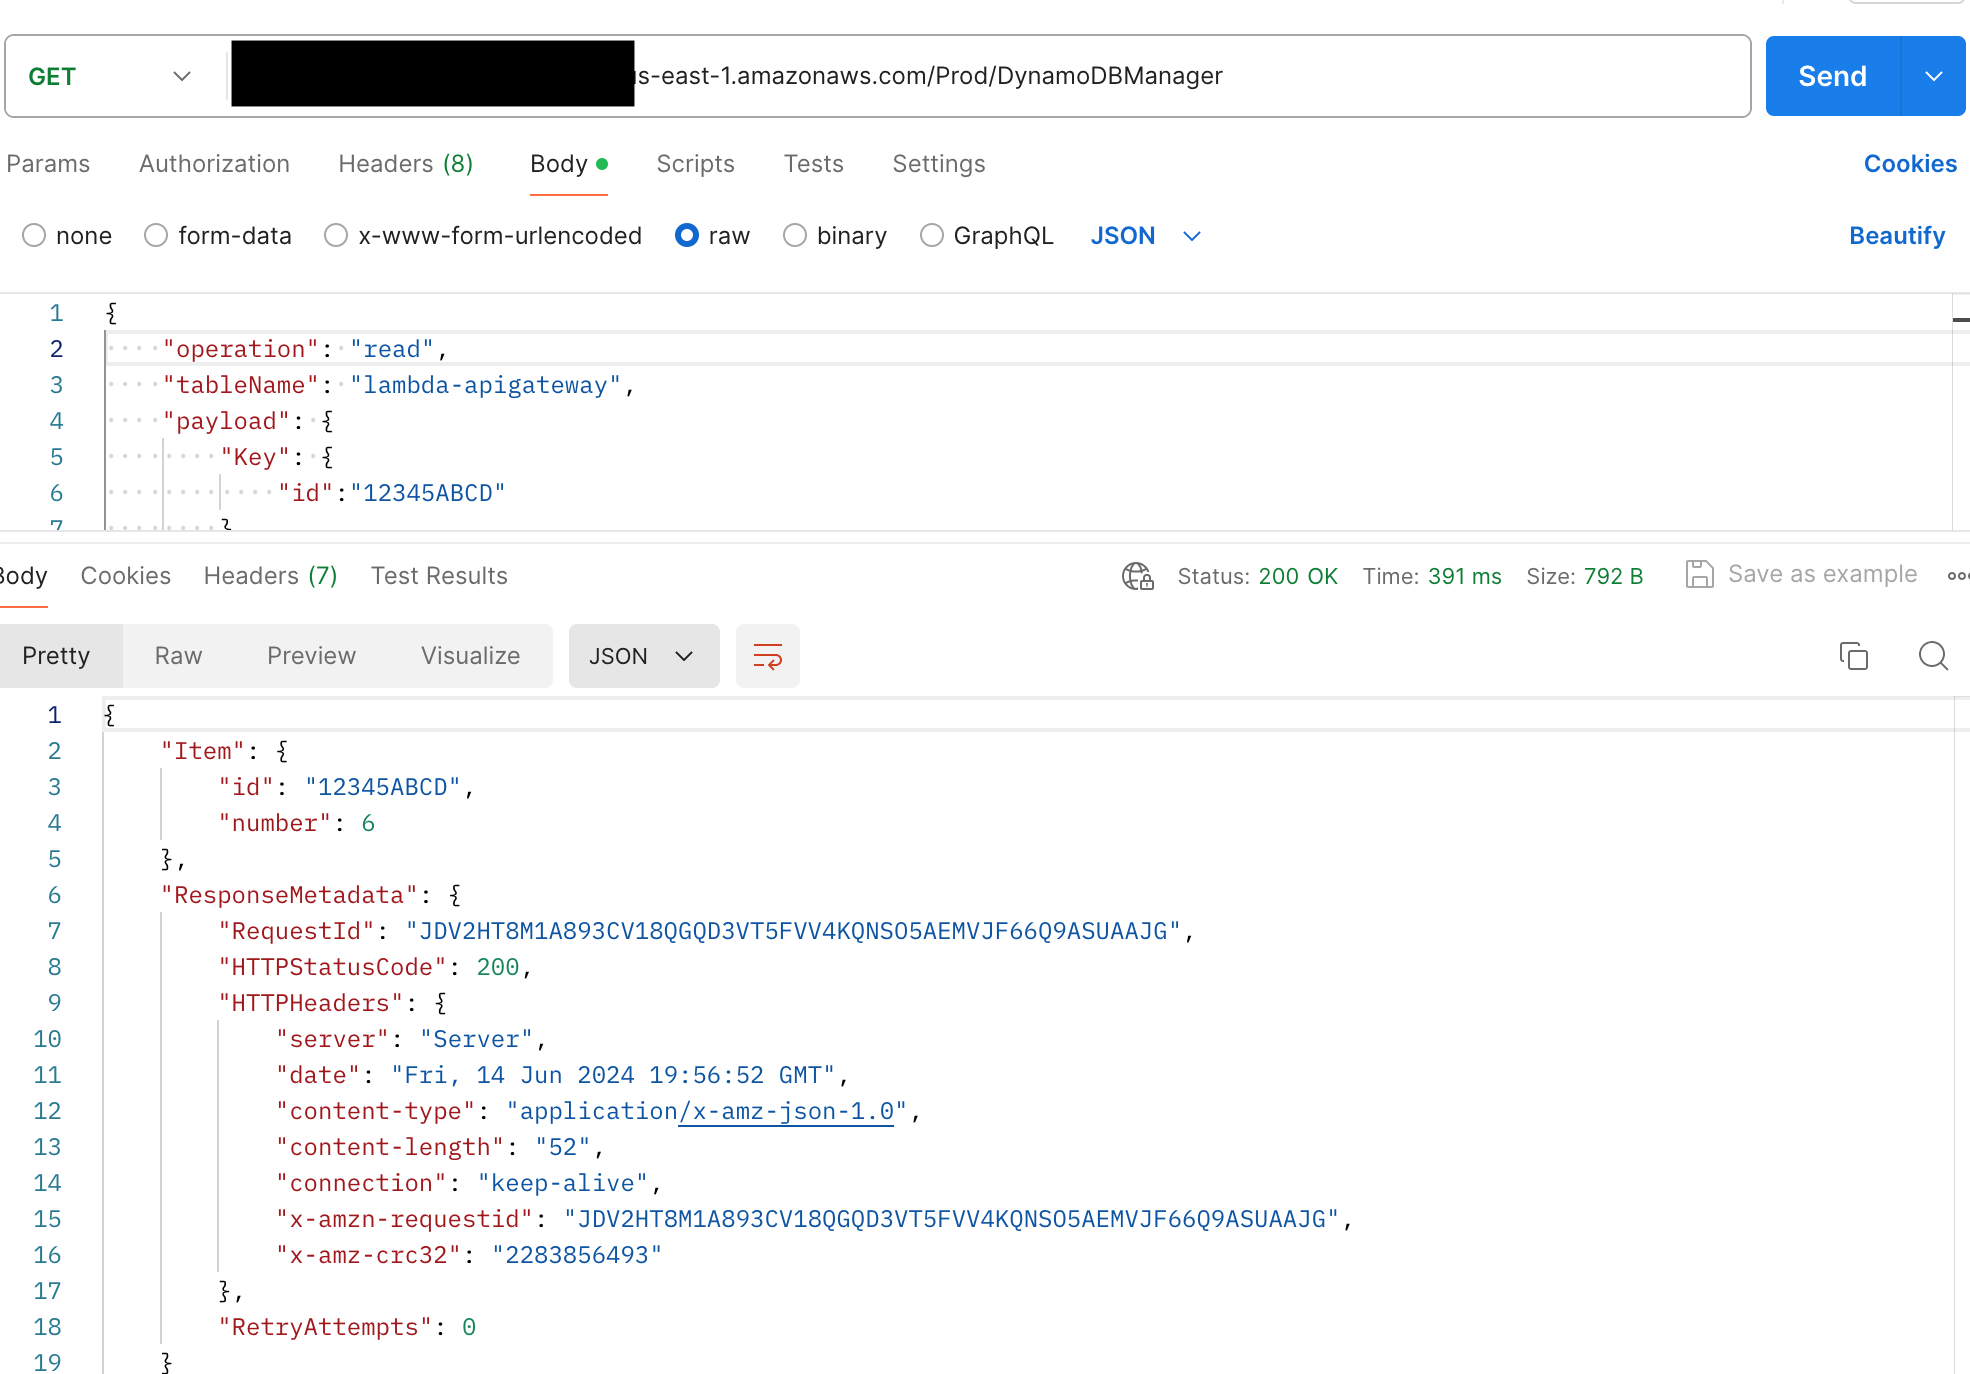 GET s-east-1.amazonaws.com/Prod/DynamoDBManager Send
Params Authorization Headers (8) Body Scripts Tests Settings Cookies
none form-data x-www-form-urlencoded raw binary GraphQL JSON Beautify
1 {
2 "operation": "read",
3 "tableName": "lambda-apigateway",
4 "payload": {
5 "Key": {
6 "id":"12345ABCD"
7 }
Body Cookies Headers (7) Test Results Status: 200 OK Time: 391 ms Size: 792 B Save as example
Pretty Raw Preview Visualize JSON
1 {
2 "Item": {
3 "id": "12345ABCD",
4 "number": 6
5 },
6 "ResponseMetadata": {
7 "RequestId": "JDV2HT8M1A893CV18QGQD3VT5FVV4KQNSO5AEMVJF66Q9ASUAAJG",
8 "HTTPStatusCode": 200,
9 "HTTPHeaders": {
10 "server": "Server",
11 "date": "Fri, 14 Jun 2024 19:56:52 GMT",
12 "content-type": "application/x-amz-json-1.0",
13 "content-length": "52",
14 "connection": "keep-alive",
15 "x-amzn-requestid": "JDV2HT8M1A893CV18QGQD3VT5FVV4KQNSO5AEMVJF66Q9ASUAAJG",
16 "x-amz-crc32": "2283856493"
17 },
18 "RetryAttempts": 0
19 }